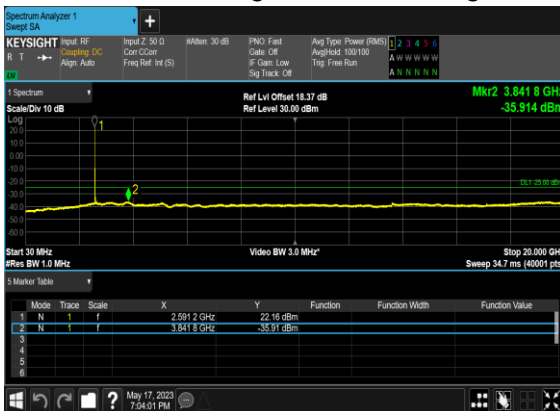 Spectrum Analyzer 1
Swept SA
+
KEYSIGHT Input: RF Input Z: 50 Ω #Atten: 30 dB PNO: Fast Avg Type: Power (RMS) 1 2 3 4 5 6
R T Coupling: DC Corr CCorr Gate: Off Avg|Hold: 100/100 A W W W W W
Align: Auto Freq Ref: Int (S) IF Gain: Low Trig: Free Run
Sig Track: Off A N N N N N
1 Spectrum Mkr2 3.841 8 GHz
Ref Lvl Offset 18.37 dB
Scale/Div 10 dB Ref Level 30.00 dBm -35.914 dBm
Log
20.0
10.0
0.00
-10.0
-20.0
-30.0
-40.0
-50.0
-60.0
1
2
Start 30 MHz Video BW 3.0 MHz* Stop 20.000 GH
#Res BW 1.0 MHz Sweep 34.7 ms (40001 pts
5 Marker Table
Mode Trace Scale X Y Function Function Width Function Value
1 N 1 f 2.591 2 GHz 22.16 dBm
2 N 1 f 3.841 8 GHz -35.91 dBm
3
4
5
6
? May 17, 2023
7:04:01 PM